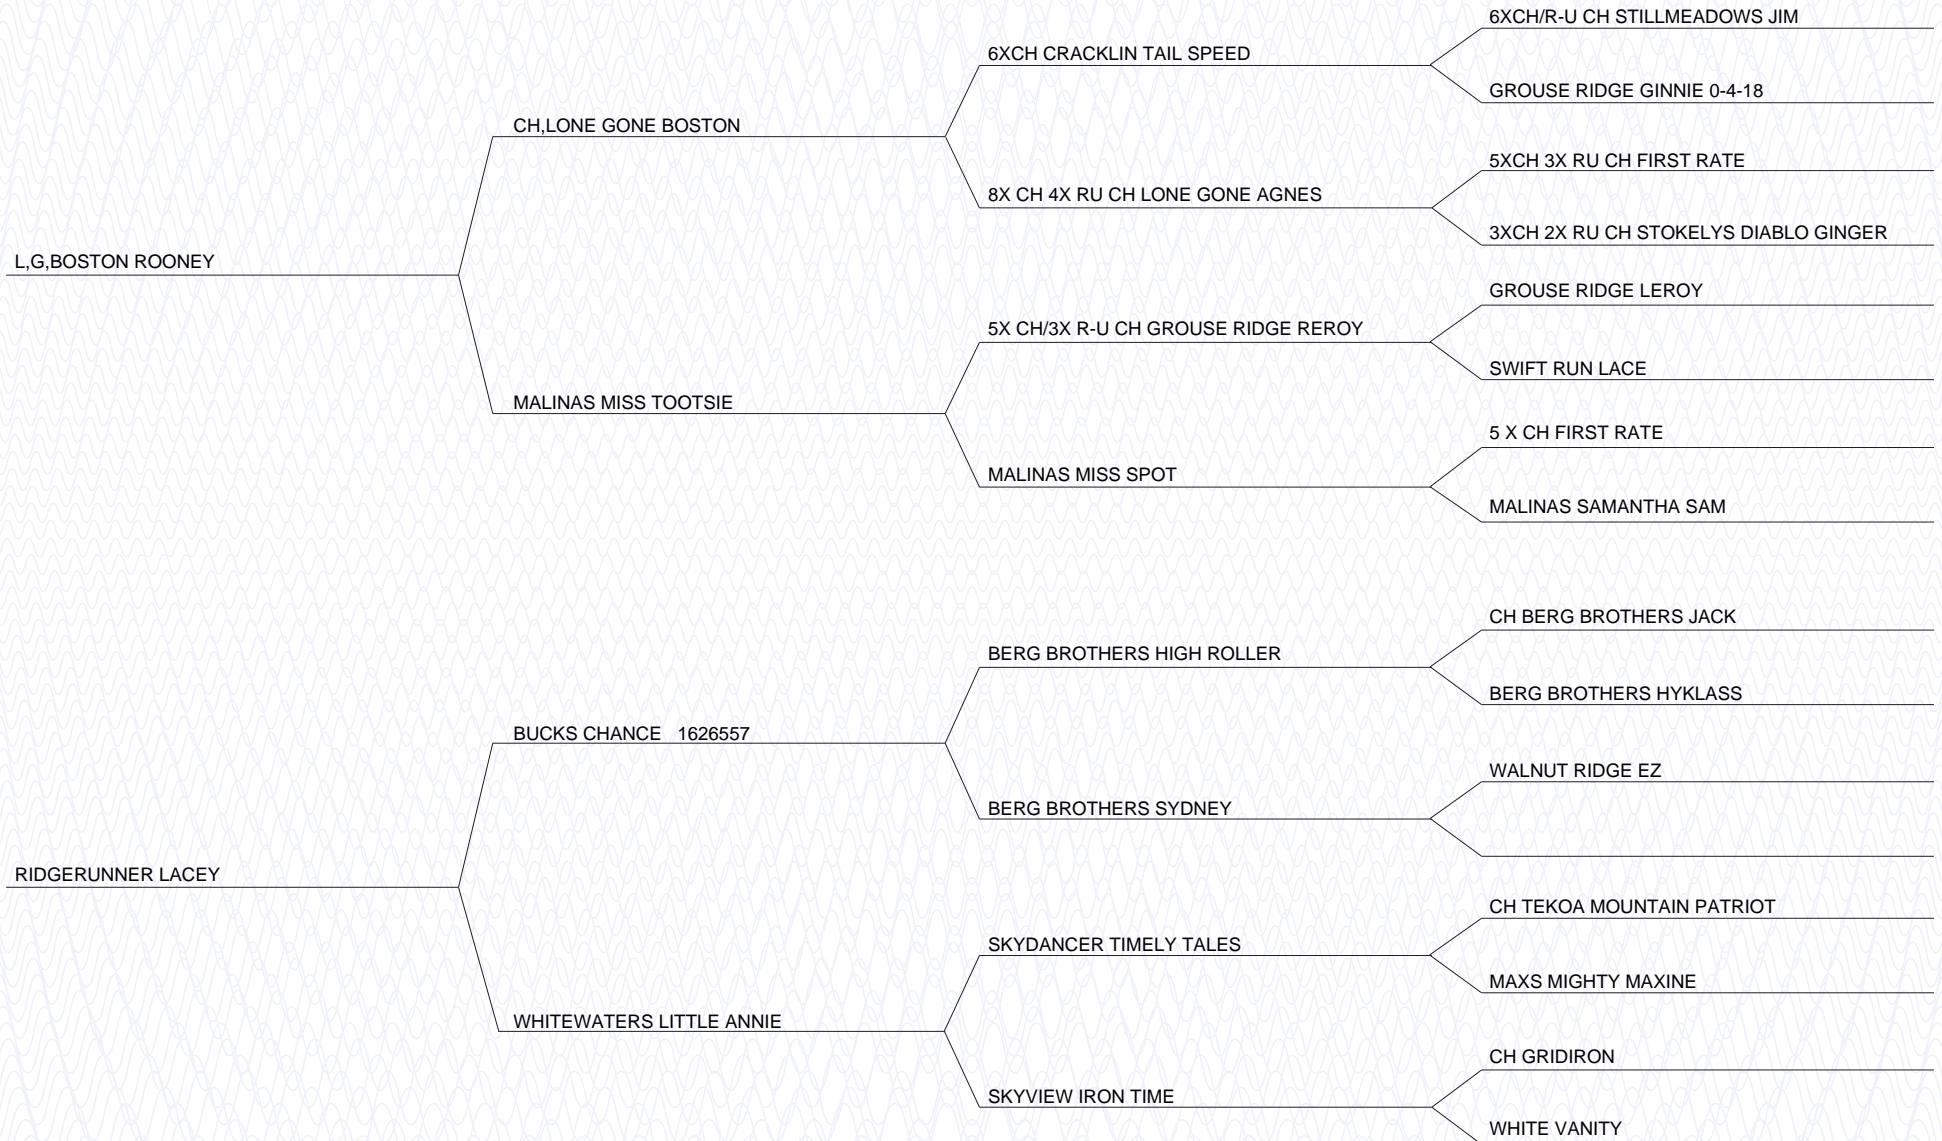 6XCH/R-U CH STILLMEADOWS JIM
6XCH CRACKLIN TAIL SPEED
GROUSE RIDGE GINNIE 0-4-18
CH,LONE GONE BOSTON
5XCH 3X RU CH FIRST RATE
8X CH 4X RU CH LONE GONE AGNES
3XCH 2X RU CH STOKELYS DIABLO GINGER
L,G,BOSTON ROONEY
GROUSE RIDGE LEROY
5X CH/3X R-U CH GROUSE RIDGE REROY
SWIFT RUN LACE
MALINAS MISS TOOTSIE
5 X CH FIRST RATE
MALINAS MISS SPOT
MALINAS SAMANTHA SAM
CH BERG BROTHERS JACK
BERG BROTHERS HIGH ROLLER
BERG BROTHERS HYKLASS
BUCKS CHANCE 1626557
WALNUT RIDGE EZ
BERG BROTHERS SYDNEY
RIDGERUNNER LACEY
CH TEKOA MOUNTAIN PATRIOT
SKYDANCER TIMELY TALES
MAXS MIGHTY MAXINE
WHITEWATERS LITTLE ANNIE
CH GRIDIRON
SKYVIEW IRON TIME
WHITE VANITY